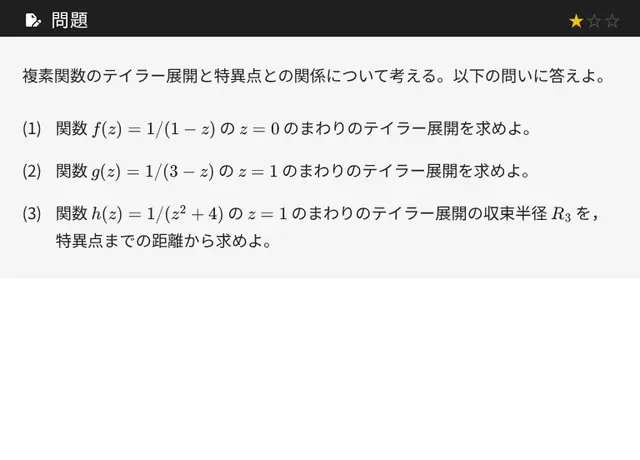 問題
★☆☆
複素関数のテイラー展開と特異点との関係について考える。以下の問いに答えよ。
(1) 関数 f(z) = 1/(1 − z) の z = 0 のまわりのテイラー展開を求めよ。
(2) 関数 g(z) = 1/(3 − z) の z = 1 のまわりのテイラー展開を求めよ。
(3) 関数 h(z) = 1/(z² + 4) の z = 1 のまわりのテイラー展開の収束半径 R₃ を，
特異点までの距離から求めよ。